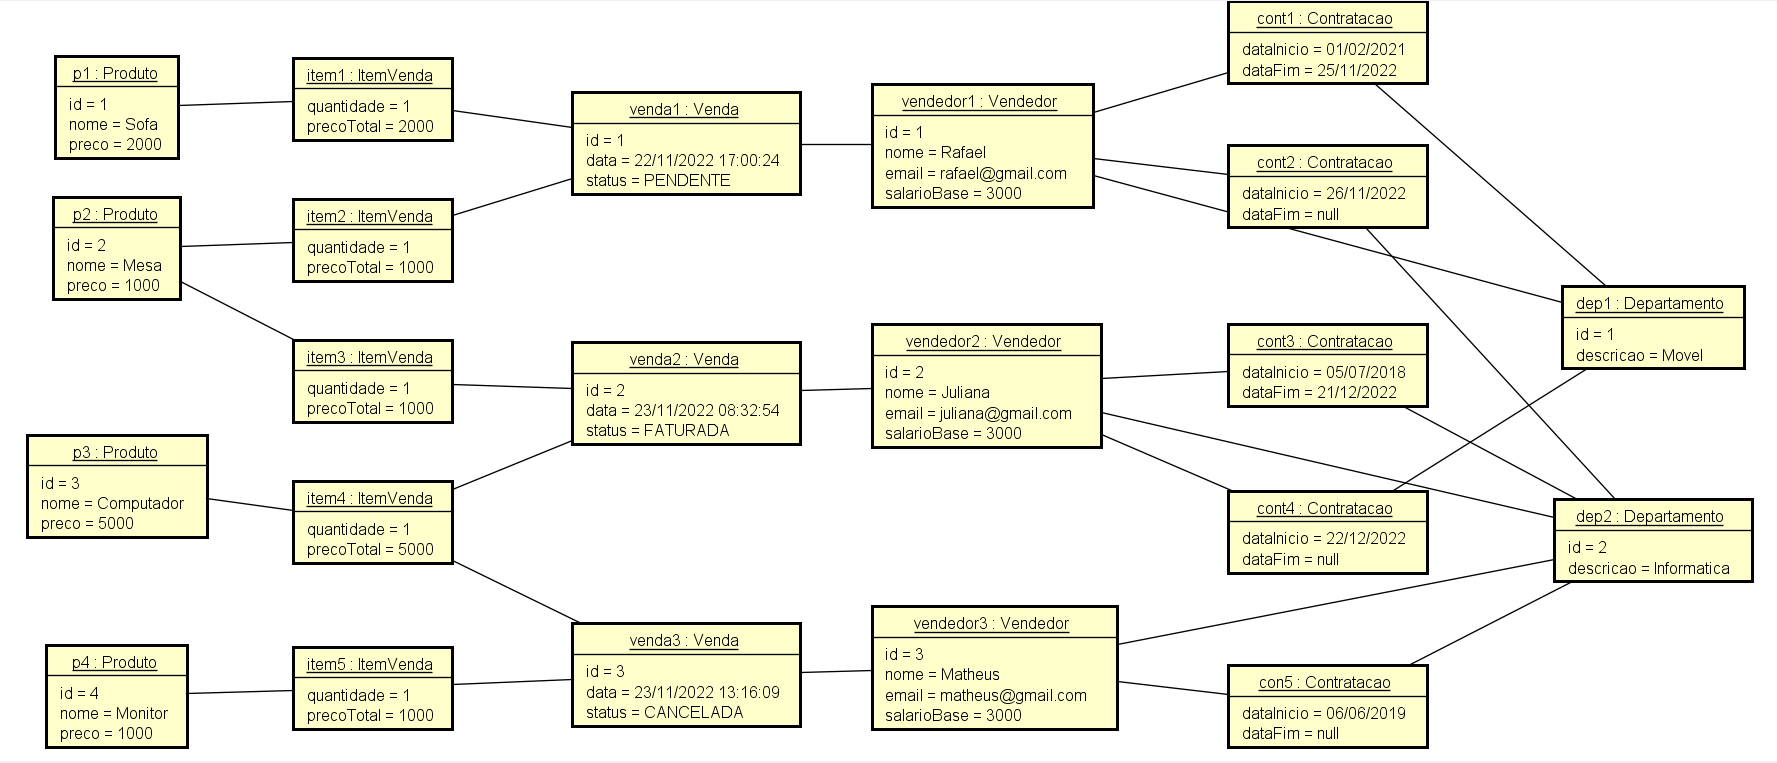 p1 : Produto
id = 1
nome = Sofa
preco = 2000
p2 : Produto
id = 2
nome = Mesa
preco = 1000
p3 : Produto
id = 3
nome = Computador
preco = 5000
p4 : Produto
id = 4
nome = Monitor
preco = 1000
item1 : ItemVenda
quantidade = 1
precoTotal = 2000
item2 : ItemVenda
quantidade = 1
precoTotal = 1000
item3 : ItemVenda
quantidade = 1
precoTotal = 1000
item4 : ItemVenda
quantidade = 1
precoTotal = 5000
item5 : ItemVenda
quantidade = 1
precoTotal = 1000
venda1 : Venda
id = 1
data = 22/11/2022 17:00:24
status = PENDENTE
venda2 : Venda
id = 2
data = 23/11/2022 08:32:54
status = FATURADA
venda3 : Venda
id = 3
data = 23/11/2022 13:16:09
status = CANCELADA
vendedor1 : Vendedor
id = 1
nome = Rafael
email = rafael@gmail.com
salarioBase = 3000
vendedor2 : Vendedor
id = 2
nome = Juliana
email = juliana@gmail.com
salarioBase = 3000
vendedor3 : Vendedor
id = 3
nome = Matheus
email = matheus@gmail.com
salarioBase = 3000
cont1 : Contratacao
dataInicio = 01/02/2021
dataFim = 25/11/2022
cont2 : Contratacao
dataInicio = 26/11/2022
dataFim = null
cont3 : Contratacao
dataInicio = 05/07/2018
dataFim = 21/12/2022
cont4 : Contratacao
dataInicio = 22/12/2022
dataFim = null
con5 : Contratacao
dataInicio = 06/06/2019
dataFim = null
dep1 : Departamento
id = 1
descricao = Movel
dep2 : Departamento
id = 2
descricao = Informatica